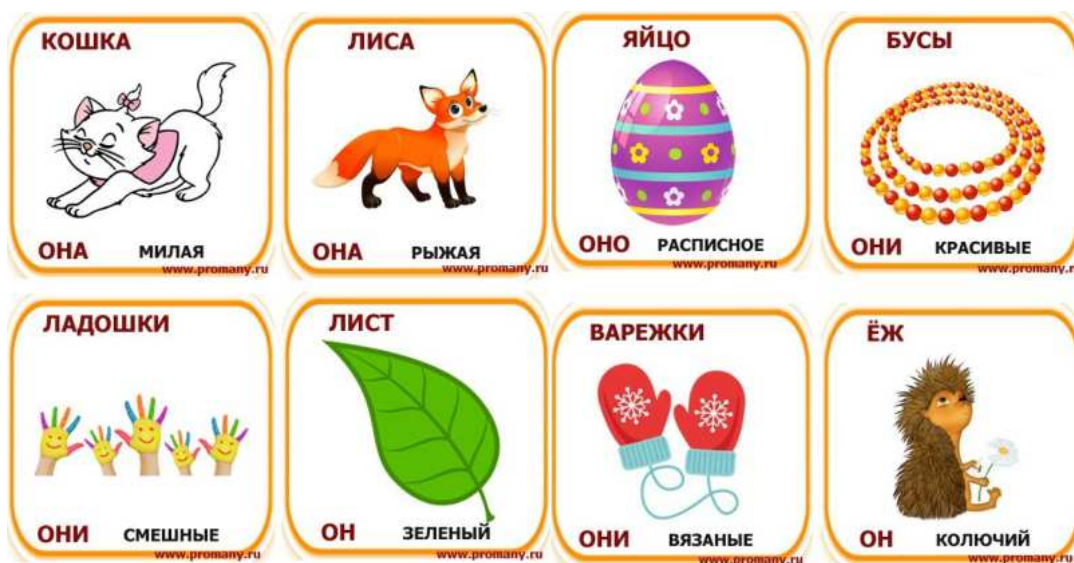 КОШКА
ОНА МИЛАЯ
www.promany.ru
ЛИСА
ОНА РЫЖАЯ
www.promany.ru
ЯЙЦО
ОНО РАСПИСНОЕ
www.promany.ru
БУСЫ
ОНИ КРАСИВЫЕ
www.promany.r
ЛАДОШКИ
ОНИ СМЕШНЫЕ
www.promany.ru
ЛИСТ
ОН ЗЕЛЕНЫЙ
www.promany.ru
ВАРЕЖКИ
ОНИ ВЯЗАНЫЕ
www.promany.ru
ЁЖ
ОН КОЛЮЧИЙ
www.promany.ru